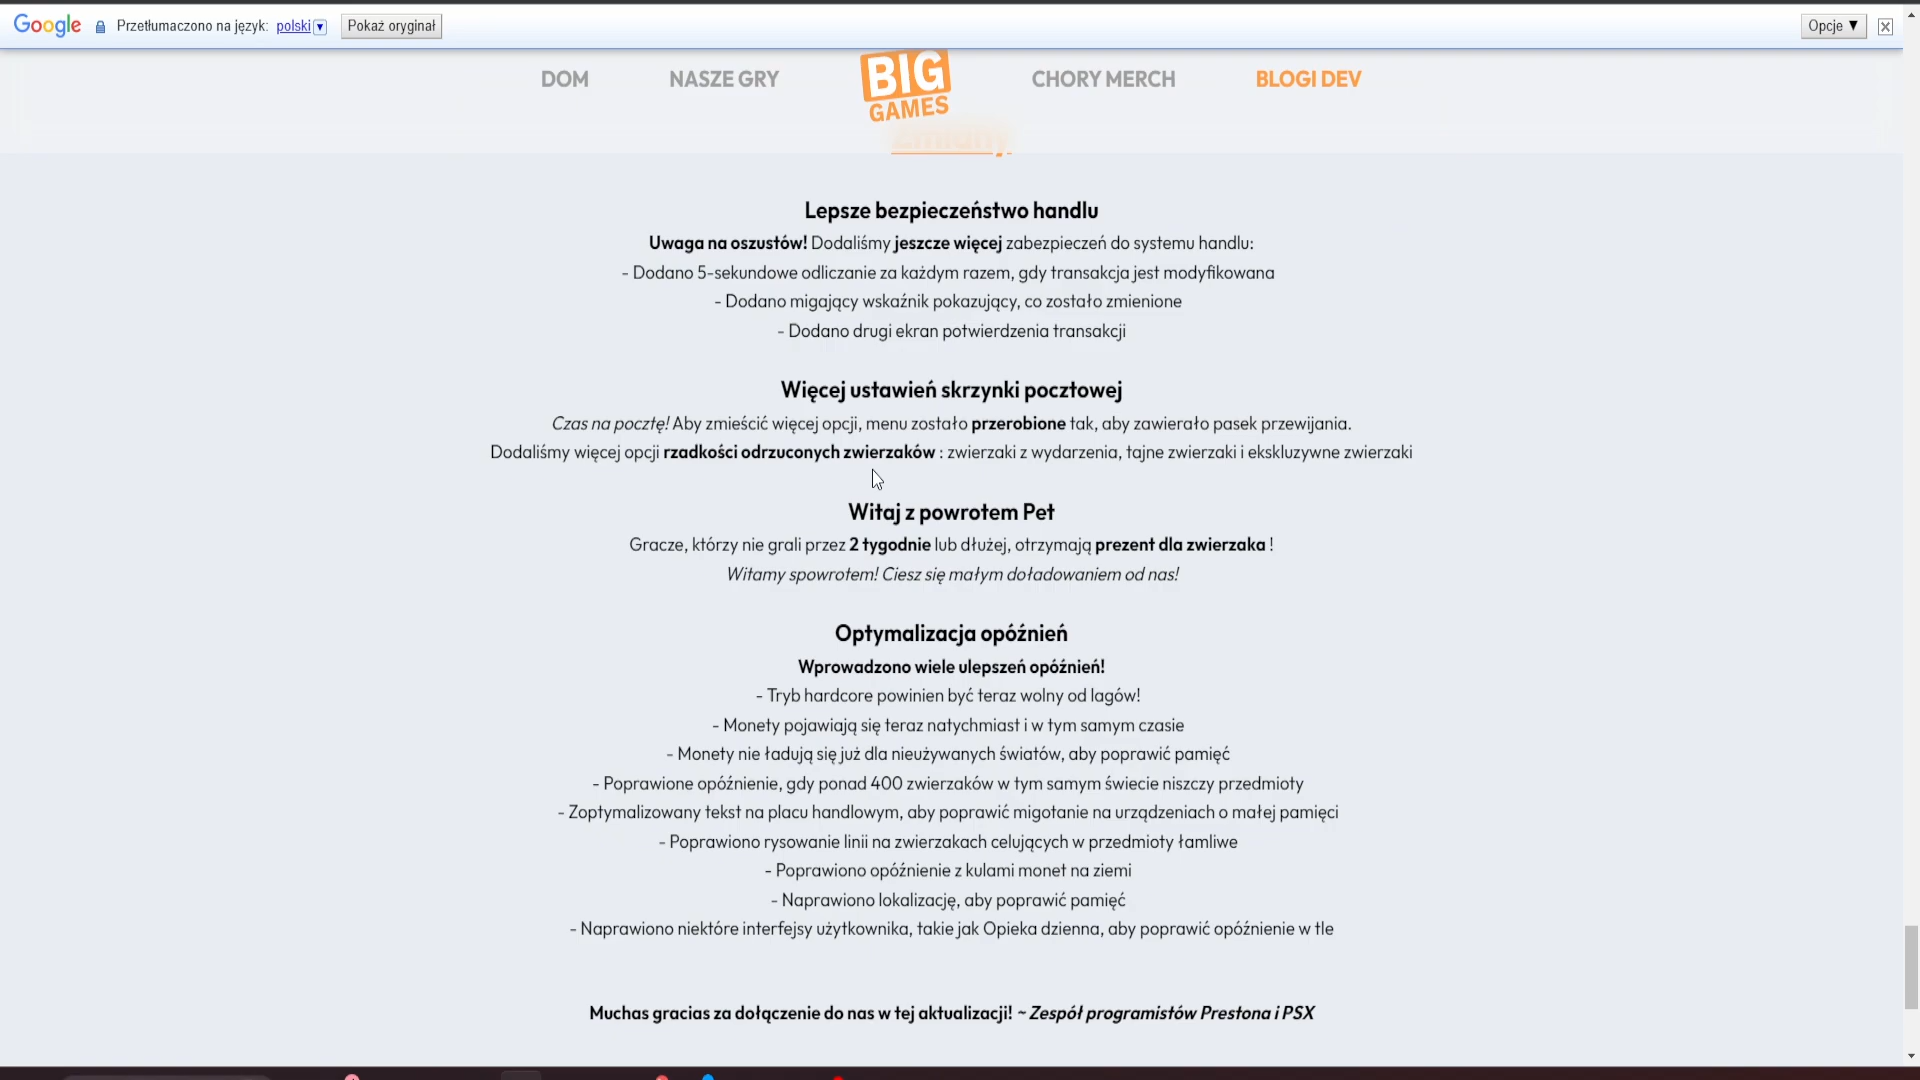 Google Przetłumaczono na język: polski ▼ Pokaż oryginał Opcje ▼
DOM NASZE GRY BIG GAMES CHORY MERCH BLOGI DEV
Zmiany
Lepsze bezpieczeństwo handlu
Uwaga na oszustów! Dodaliśmy jeszcze więcej zabezpieczeń do systemu handlu:
- Dodano 5-sekundowe odliczanie za każdym razem, gdy transakcja jest modyfikowana
- Dodano migający wskaźnik pokazujący, co zostało zmienione
- Dodano drugi ekran potwierdzenia transakcji
Więcej ustawień skrzynki pocztowej
Czas na pocztę! Aby zmieścić więcej opcji, menu zostało przerobione tak, aby zawierało pasek przewijania.
Dodaliśmy więcej opcji rzadkości odrzuconych zwierzaków : zwierzaki z wydarzenia, tajne zwierzaki i ekskluzywne zwierzaki
Witaj z powrotem Pet
Gracze, którzy nie grali przez 2 tygodnie lub dłużej, otrzymają prezent dla zwierzaka !
Witamy spowrotem! Ciesz się małym doładowaniem od nas!
Optymalizacja opóźnień
Wprowadzono wiele ulepszeń opóźnień!
- Tryb hardcore powinien być teraz wolny od lagów!
- Monety pojawiają się teraz natychmiast i w tym samym czasie
- Monety nie ładują się już dla nieużywanych światów, aby poprawić pamięć
- Poprawione opóźnienie, gdy ponad 400 zwierzaków w tym samym świecie niszczy przedmioty
- Zoptymalizowany tekst na placu handlowym, aby poprawić migotanie na urządzeniach o małej pamięci
- Poprawiono rysowanie linii na zwierzakach celujących w przedmioty łamliwe
- Poprawiono opóźnienie z kulami monet na ziemi
- Naprawiono lokalizację, aby poprawić pamięć
- Naprawiono niektóre interfejsy użytkownika, takie jak Opieka dzienna, aby poprawić opóźnienie w tle
Muchas gracias za dołączenie do nas w tej aktualizacji! ~ Zespół programistów Prestona i PSX